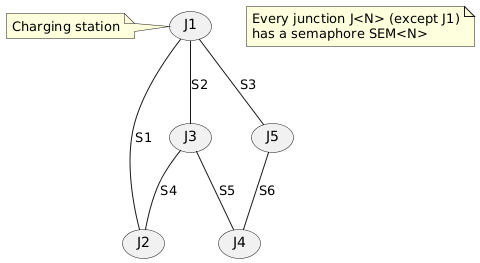 Charging station
J1
Every junction J<N> (except J1)
has a semaphore SEM<N>
S2
S3
S1
J3
J5
S4
S5
S6
J2
J4